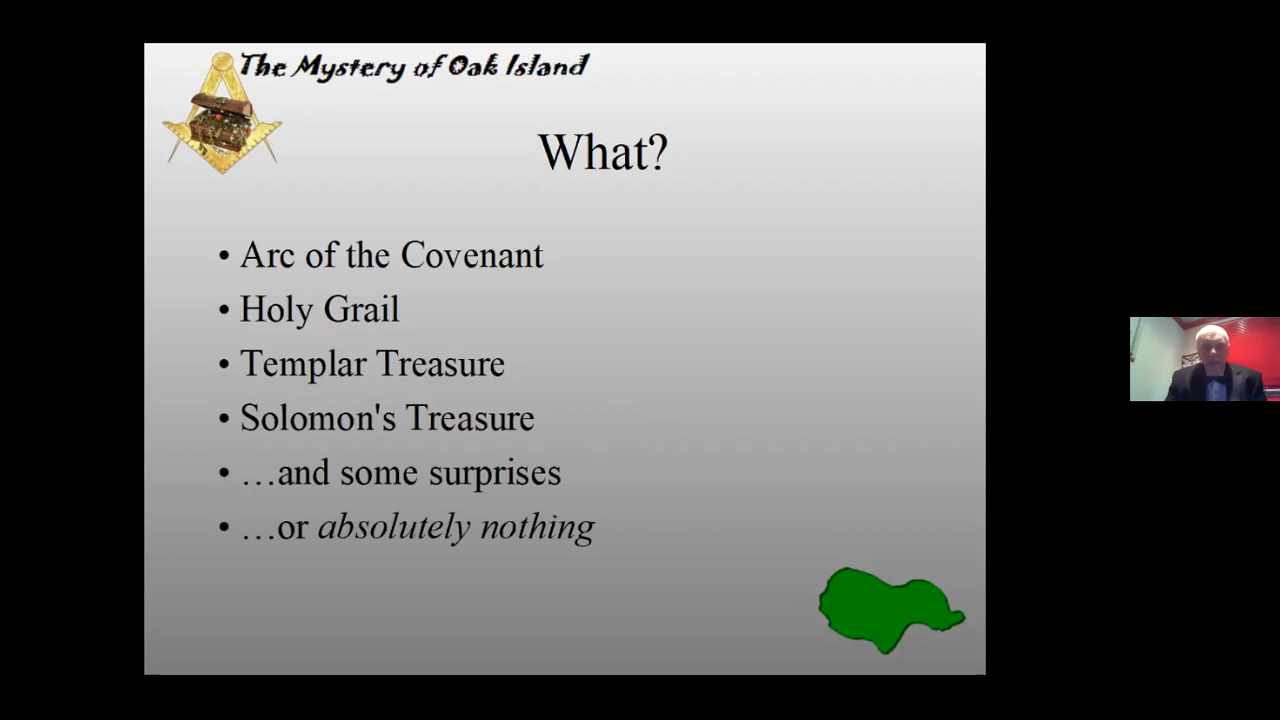 The Mystery of Oak Island
What?
• Arc of the Covenant
• Holy Grail
• Templar Treasure
• Solomon's Treasure
• …and some surprises
• …or absolutely nothing